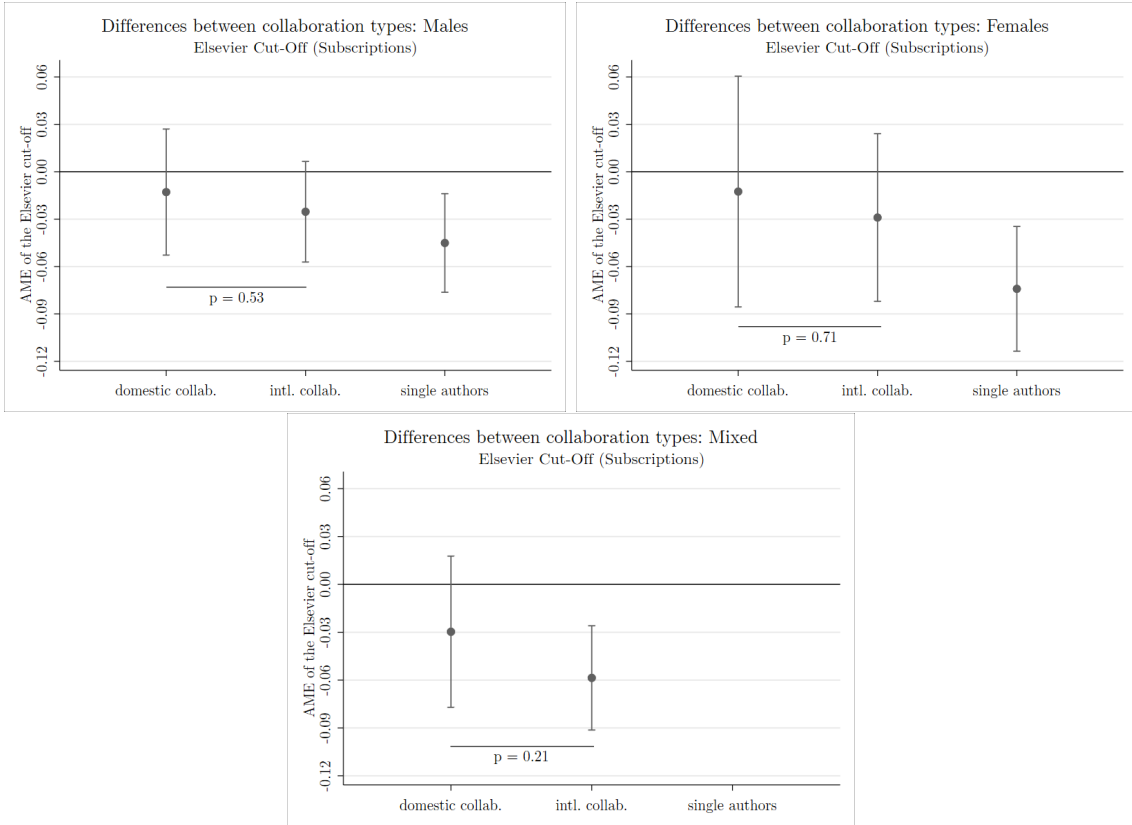 Differences between collaboration types: Males
Elsevier Cut-Off (Subscriptions)
AME of the Elsevier cut-off
0.06
0.03
0.00
-0.03
-0.06
-0.09
-0.12
p = 0.53
domestic collab.
intl. collab.
single authors
Differences between collaboration types: Females
Elsevier Cut-Off (Subscriptions)
AME of the Elsevier cut-off
0.06
0.03
0.00
-0.03
-0.06
-0.09
-0.12
p = 0.71
domestic collab.
intl. collab.
single authors
Differences between collaboration types: Mixed
Elsevier Cut-Off (Subscriptions)
AME of the Elsevier cut-off
0.06
0.03
0.00
-0.03
-0.06
-0.09
-0.12
p = 0.21
domestic collab.
intl. collab.
single authors